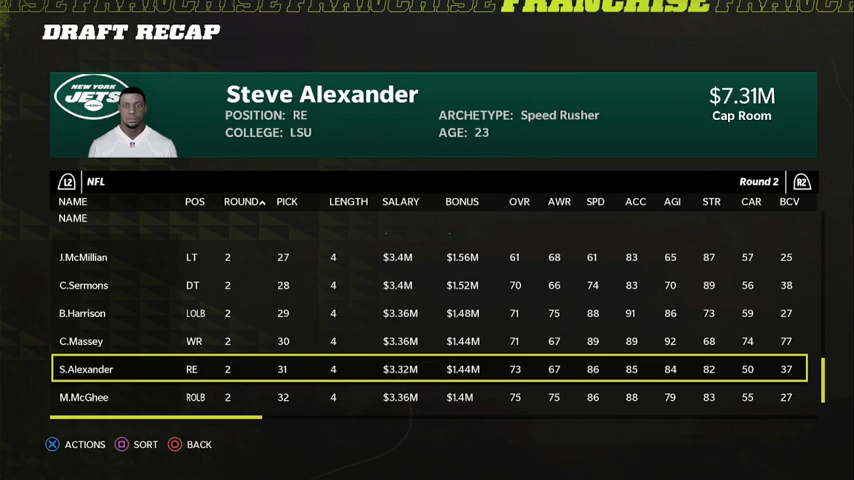 FRANCHISE FRANCHISE FRANCHISE FRANCHISE
DRAFT RECAP
NEW YORK
JETS
Steve Alexander
POSITION: RE
COLLEGE: LSU
ARCHETYPE: Speed Rusher
AGE: 23
$7.31M
Cap Room
L2 NFL Round 2 R2
NAME POS ROUND PICK LENGTH SALARY BONUS OVR AWR SPD ACC AGI STR CAR BCV
NAME
J.McMillian LT 2 27 4 $3.4M $1.56M 61 68 61 83 65 87 57 25
C.Sermons DT 2 28 4 $3.4M $1.52M 70 66 74 83 70 89 56 38
B.Harrison LOLB 2 29 4 $3.36M $1.48M 71 75 88 91 86 73 59 27
C.Massey WR 2 30 4 $3.36M $1.44M 71 67 89 89 92 68 74 77
S.Alexander RE 2 31 4 $3.32M $1.44M 73 67 86 85 84 82 50 37
M.McGhee ROLB 2 32 4 $3.36M $1.4M 75 75 86 88 79 83 55 27
ACTIONS SORT BACK